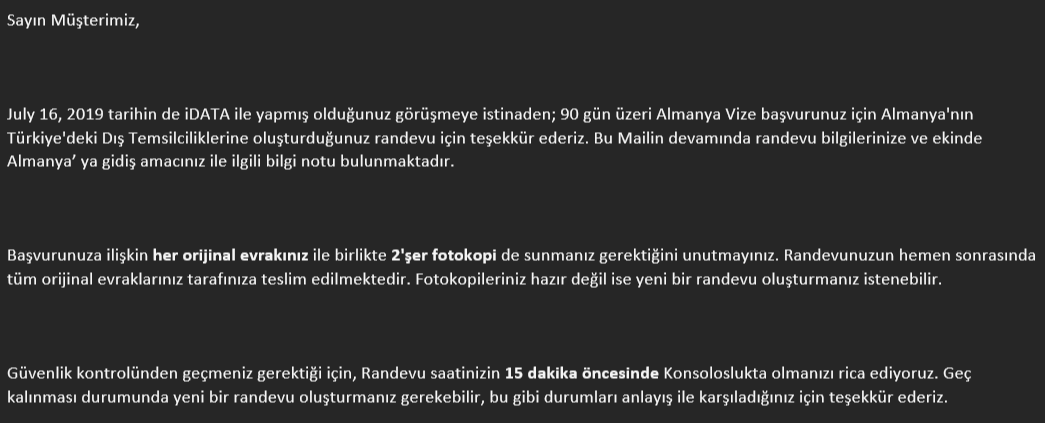 Sayın Müşterimiz,
July 16, 2019 tarihin de iDATA ile yapmış olduğunuz görüşmeye istinaden; 90 gün üzeri Almanya Vize başvurunuz için Almanya'nın
Türkiye'deki Dış Temsilciliklerine oluşturduğunuz randevu için teşekkür ederiz. Bu Mailin devamında randevu bilgilerinize ve ekinde
Almanya’ ya gidiş amacınız ile ilgili bilgi notu bulunmaktadır.
Başvurunuza ilişkin her orijinal evrakınız ile birlikte 2'şer fotokopi de sunmanız gerektiğini unutmayınız. Randevunuzun hemen sonrasında
tüm orijinal evraklarınız tarafınıza teslim edilmektedir. Fotokopileriniz hazır değil ise yeni bir randevu oluşturmanız istenebilir.
Güvenlik kontrolünden geçmeniz gerektiği için, Randevu saatinizin 15 dakika öncesinde Konsoloslukta olmanızı rica ediyoruz. Geç
kalınması durumunda yeni bir randevu oluşturmanız gerekebilir, bu gibi durumları anlayış ile karşıladığınız için teşekkür ederiz.